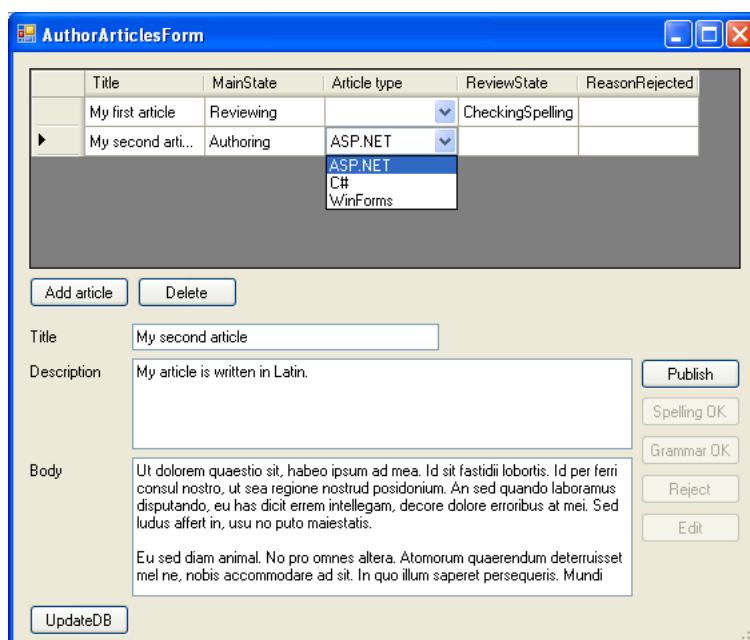 AuthorArticlesForm
Title MainState Article type ReviewState ReasonRejected
My first article Reviewing CheckingSpelling
My second arti... Authoring ASP.NET
ASP.NET
C#
WinForms
Add article Delete
Title My second article
Description My article is written in Latin.
Publish
Spelling OK
Grammar OK
Reject
Edit
Body
Ut dolorem quaestio sit, habeo ipsum ad mea. Id sit fastidii lobortis. Id per ferri
consul nostro, ut sea regione nostrud posidonium. An sed quando laboramus
disputando, eu has dicit errem intellegam, decore dolore erroribus at mei. Sed
ludus affert in, usu no puto maiestatis.
Eu sed diam animal. No pro omnes altera. Atomorum quaerendum deterruisset
mel ne, nobis accommodare ad sit. In quo illum saperet persequeris. Mundi
UpdateDB